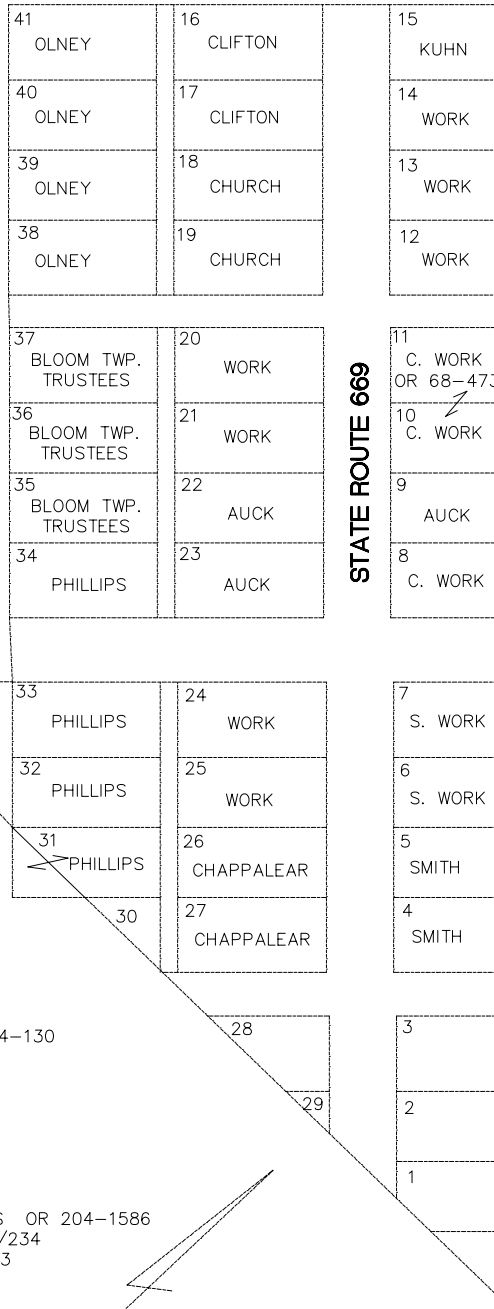 41
OLNEY
16
CLIFTON
15
KUHN
40
OLNEY
17
CLIFTON
14
WORK
39
OLNEY
18
CHURCH
13
WORK
38
OLNEY
19
CHURCH
12
WORK
37
BLOOM TWP.
TRUSTEES
20
WORK
11
C. WORK
OR 68-473
36
BLOOM TWP.
TRUSTEES
21
WORK
10
C. WORK
35
BLOOM TWP.
TRUSTEES
22
AUCK
9
AUCK
34
PHILLIPS
23
AUCK
8
C. WORK
STATE ROUTE 669
33
PHILLIPS
24
WORK
7
S. WORK
32
PHILLIPS
25
WORK
6
S. WORK
31
PHILLIPS
26
CHAPPALEAR
5
SMITH
30
27
CHAPPALEAR
4
SMITH
28
3
4-130
29
2
1
S OR 204-1586
/234
3